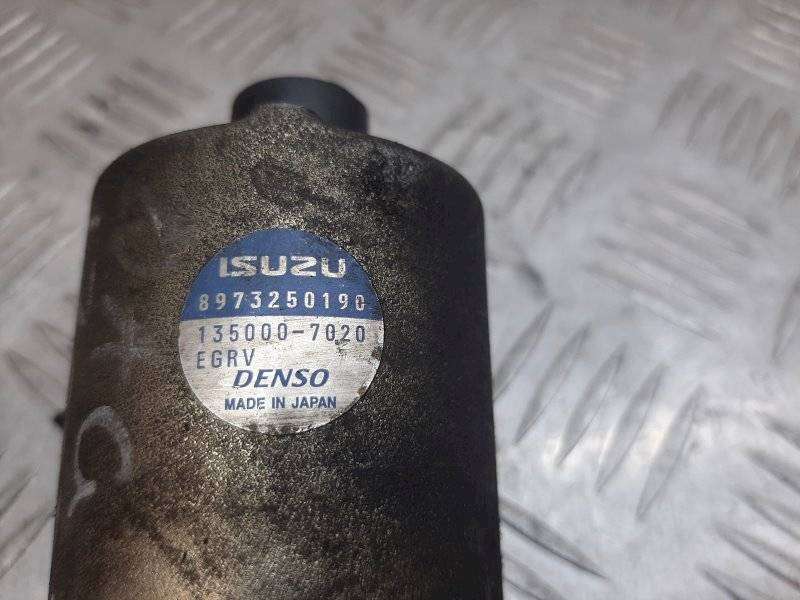 ISUZU
8973250190
135000-7020
EGRV
DENSO
MADE IN JAPAN